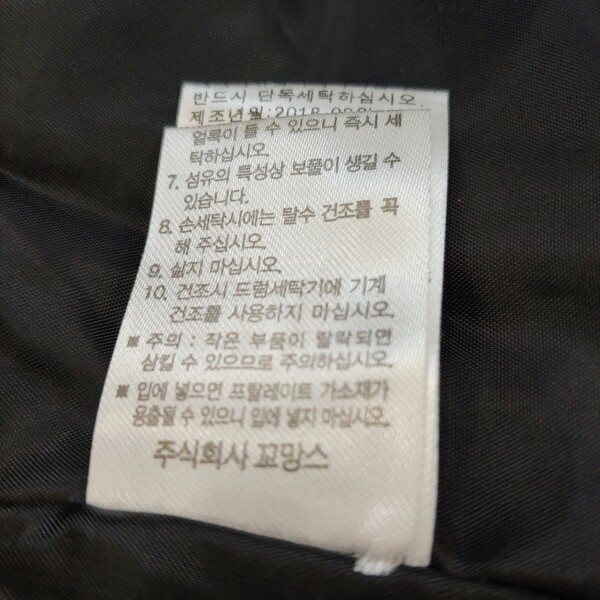 반드시 단독세탁하십시오.
제조년월:2018.09월
얼룩이 들 수 있으니 즉시 세
탁하십시오.
7. 섬유의 특성상 보풀이 생길 수
있습니다.
8. 손세탁시에는 탈수 건조를 꼭
해 주십시오.
9. 삶지 마십시오.
10. 건조시 드럼세탁기에 기계
건조를 사용하지 마십시오.
※ 주의 : 작은 부품이 탈락되면
삼킬 수 있으므로 주의하십시오.
※ 입에 넣으면 프탈레이트 가소재가
용출될 수 있으니 입에 넣지 마십시오.
주식회사 꼬망스